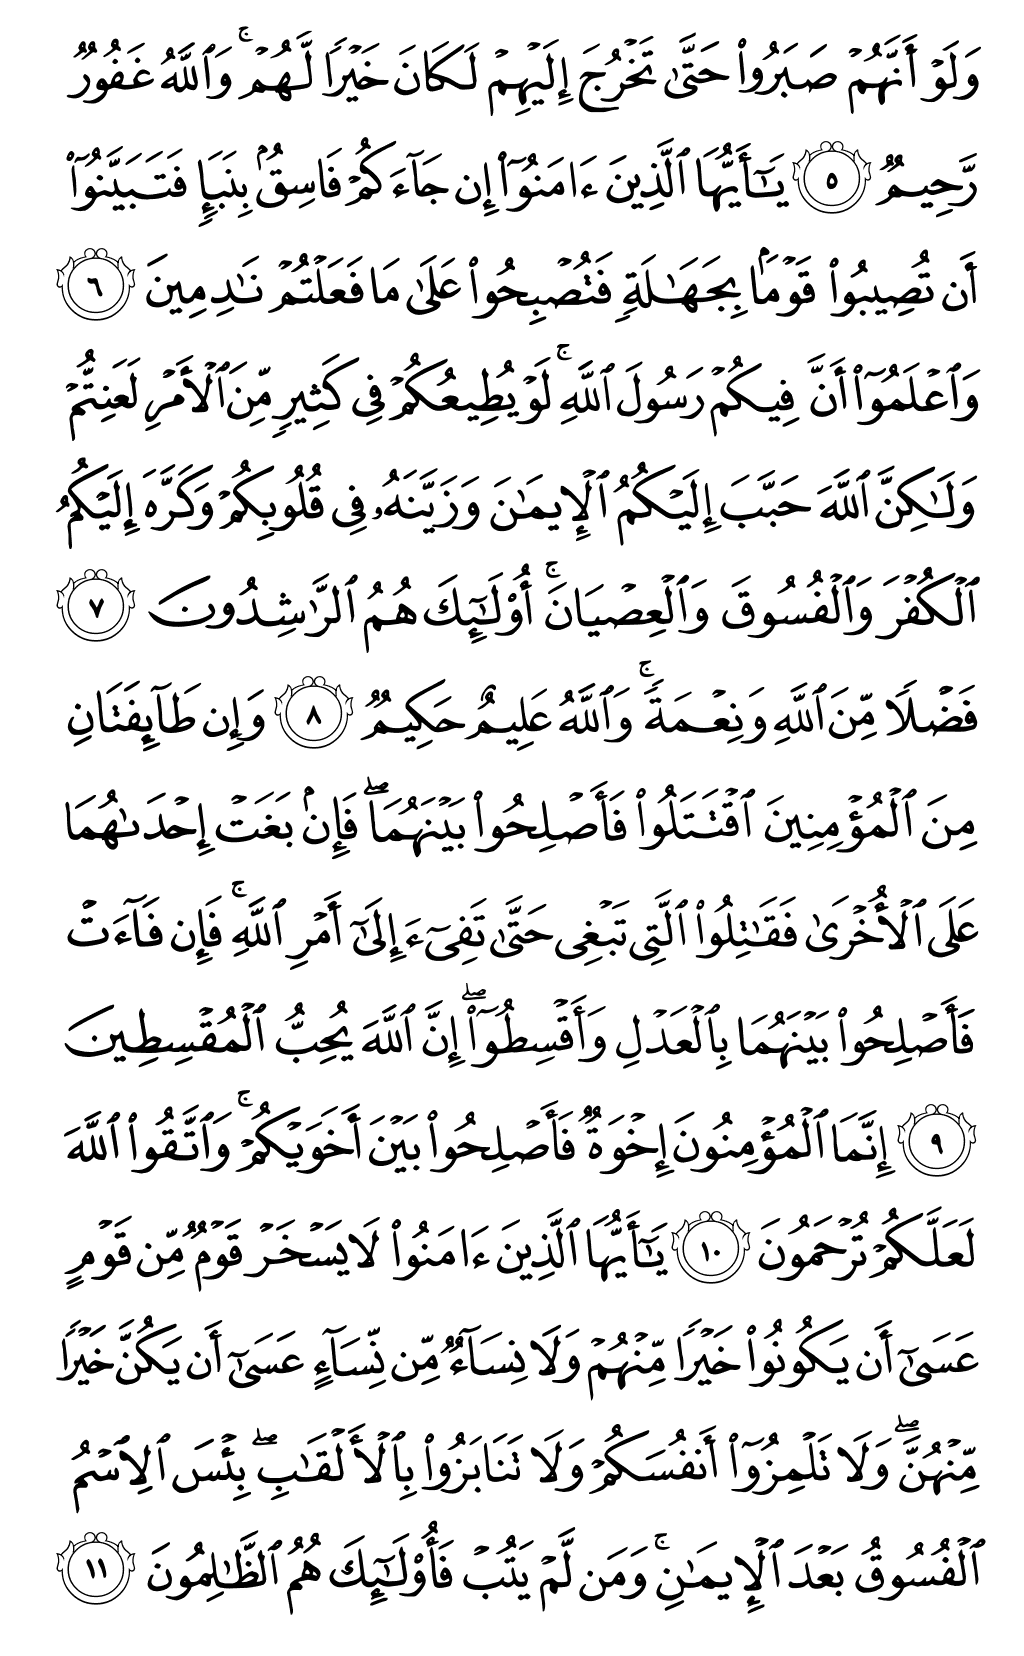 وَلَوْ أَنَّهُمْ صَبَرُوا۟ حَتَّىٰ تَخْرُجَ إِلَيْهِمْ لَكَانَ خَيْرًا لَّهُمْ ۚ وَٱللَّهُ غَفُورٌ
رَّحِيمٌ ٥ يَـٰٓأَيُّهَا ٱلَّذِينَ ءَامَنُوٓا۟ إِن جَآءَكُمْ فَاسِقٌۢ بِنَبَإٍ فَتَبَيَّنُوٓا۟
أَن تُصِيبُوا۟ قَوْمًۢا بِجَهَـٰلَةٍ فَتُصْبِحُوا۟ عَلَىٰ مَا فَعَلْتُمْ نَـٰدِمِينَ ٦
وَٱعْلَمُوٓا۟ أَنَّ فِيكُمْ رَسُولَ ٱللَّهِ ۚ لَوْ يُطِيعُكُمْ فِى كَثِيرٍ مِّنَ ٱلْأَمْرِ لَعَنِتُّمْ
وَلَـٰكِنَّ ٱللَّهَ حَبَّبَ إِلَيْكُمُ ٱلْإِيمَـٰنَ وَزَيَّنَهُۥ فِى قُلُوبِكُمْ وَكَرَّهَ إِلَيْكُمُ
ٱلْكُفْرَ وَٱلْفُسُوقَ وَٱلْعِصْيَانَ ۚ أُو۟لَـٰٓئِكَ هُمُ ٱلرَّٰشِدُونَ ٧
فَضْلًا مِّنَ ٱللَّهِ وَنِعْمَةً ۚ وَٱللَّهُ عَلِيمٌ حَكِيمٌ ٨ وَإِن طَآئِفَتَانِ
مِنَ ٱلْمُؤْمِنِينَ ٱقْتَتَلُوا۟ فَأَصْلِحُوا۟ بَيْنَهُمَا ۖ فَإِنۢ بَغَتْ إِحْدَىٰهُمَا
عَلَى ٱلْأُخْرَىٰ فَقَـٰتِلُوا۟ ٱلَّتِى تَبْغِى حَتَّىٰ تَفِىٓءَ إِلَىٰٓ أَمْرِ ٱللَّهِ ۚ فَإِن فَآءَتْ
فَأَصْلِحُوا۟ بَيْنَهُمَا بِٱلْعَدْلِ وَأَقْسِطُوٓا۟ ۖ إِنَّ ٱللَّهَ يُحِبُّ ٱلْمُقْسِطِينَ
٩ إِنَّمَا ٱلْمُؤْمِنُونَ إِخْوَةٌ فَأَصْلِحُوا۟ بَيْنَ أَخَوَيْكُمْ ۚ وَٱتَّقُوا۟ ٱللَّهَ
لَعَلَّكُمْ تُرْحَمُونَ ١٠ يَـٰٓأَيُّهَا ٱلَّذِينَ ءَامَنُوا۟ لَا يَسْخَرْ قَوْمٌ مِّن قَوْمٍ
عَسَىٰٓ أَن يَكُونُوا۟ خَيْرًا مِّنْهُمْ وَلَا نِسَآءٌ مِّن نِّسَآءٍ عَسَىٰٓ أَن يَكُنَّ خَيْرًا
مِّنْهُنَّ ۖ وَلَا تَلْمِزُوٓا۟ أَنفُسَكُمْ وَلَا تَنَابَزُوا۟ بِٱلْأَلْقَـٰبِ ۖ بِئْسَ ٱلِٱسْمُ
ٱلْفُسُوقُ بَعْدَ ٱلْإِيمَـٰنِ ۚ وَمَن لَّمْ يَتُبْ فَأُو۟لَـٰٓئِكَ هُمُ ٱلظَّـٰلِمُونَ ١١